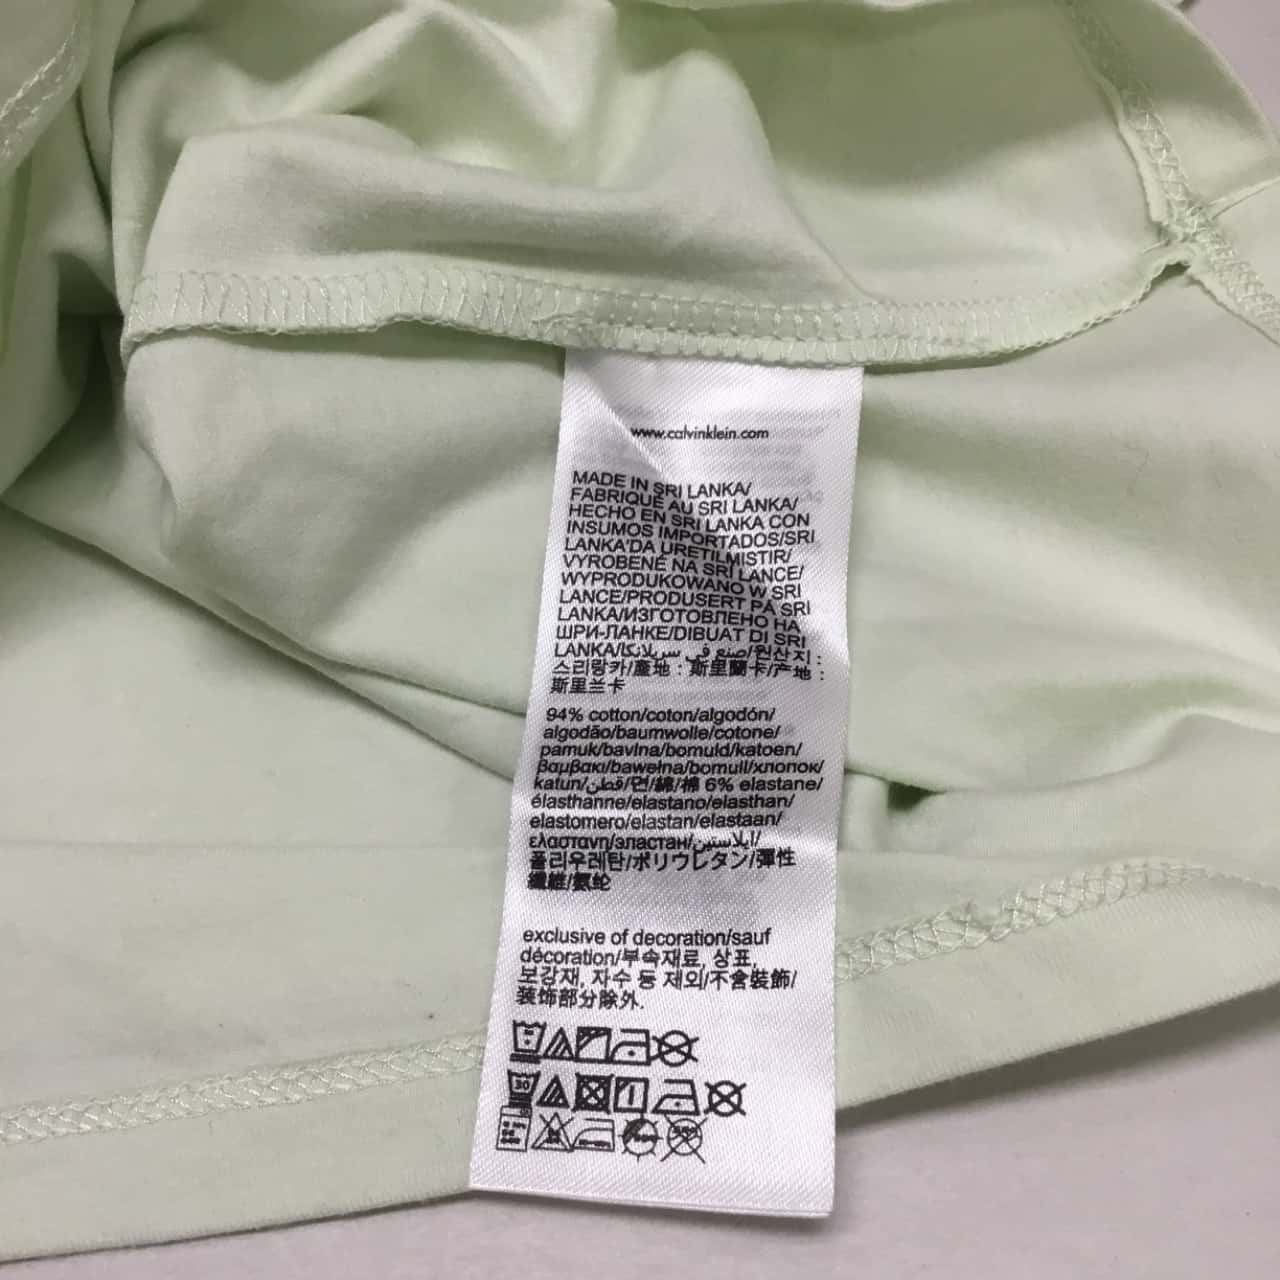 www.calvinklein.com
MADE IN SRI LANKA/
FABRIQUÉ AU SRI LANKA/
HECHO EN SRI LANKA CON
INSUMOS IMPORTADOS/SRI
LANKA'DA URETILMISTIR/
VYROBENÉ NA SRÍ LANCE/
WYPRODUKOWANO W SRI
LANCE/PRODUSERT PÅ SRI
LANKA/ИЗГОТОВЛЕНО НА
ШРИ-ЛАНКЕ/DIBUAT DI SRI
LANKA/صنع في سريلانكا/원산지 :
스리랑카/產地 : 斯里蘭卡/产地 :
斯里兰卡
94% cotton/coton/algodón/
algodão/baumwolle/cotone/
pamuk/bavlna/bomuld/katoen/
βαμβακι/bawełna/bomull/хлопок/
katun/قطن/면/綿/棉 6% elastane/
élasthanne/elastano/elasthan/
elastomero/elastan/elastaan/
ελαστανη/эластан/ايلاستين/
폴리우레탄/ポリウレタン/彈性
纖維/氨纶
exclusive of decoration/sauf
décoration/부속재료, 상표,
보강재, 자수 등 제외/不含裝飾/
装饰部分除外.
30